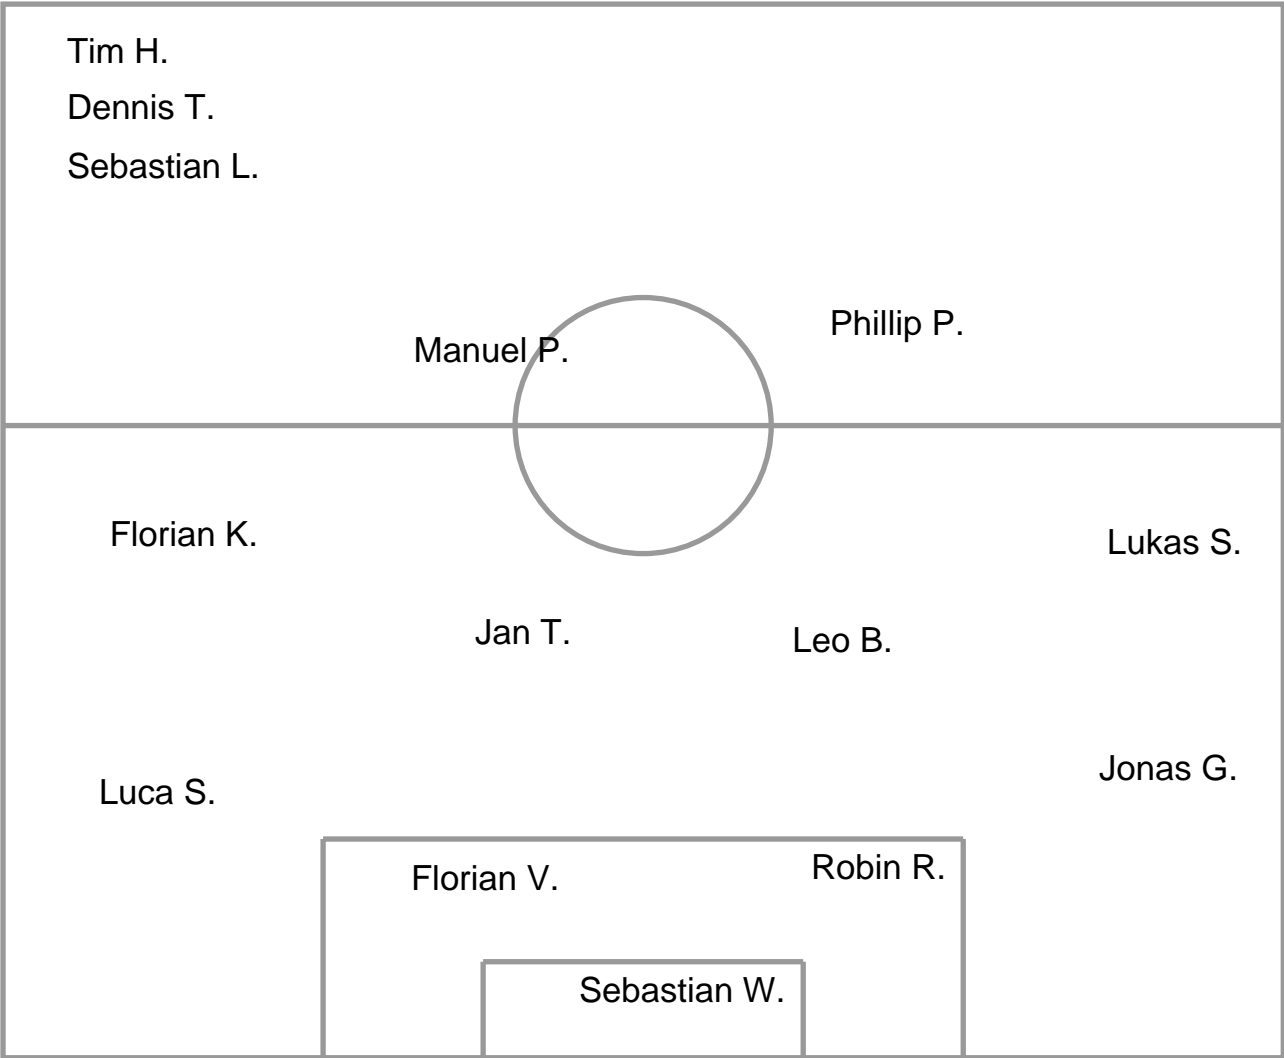 Tim H.
Dennis T.
Sebastian L.
Phillip P.
Manuel P.
Florian K.
Lukas S.
Jan T.
Leo B.
Jonas G.
Luca S.
Robin R.
Florian V.
Sebastian W.